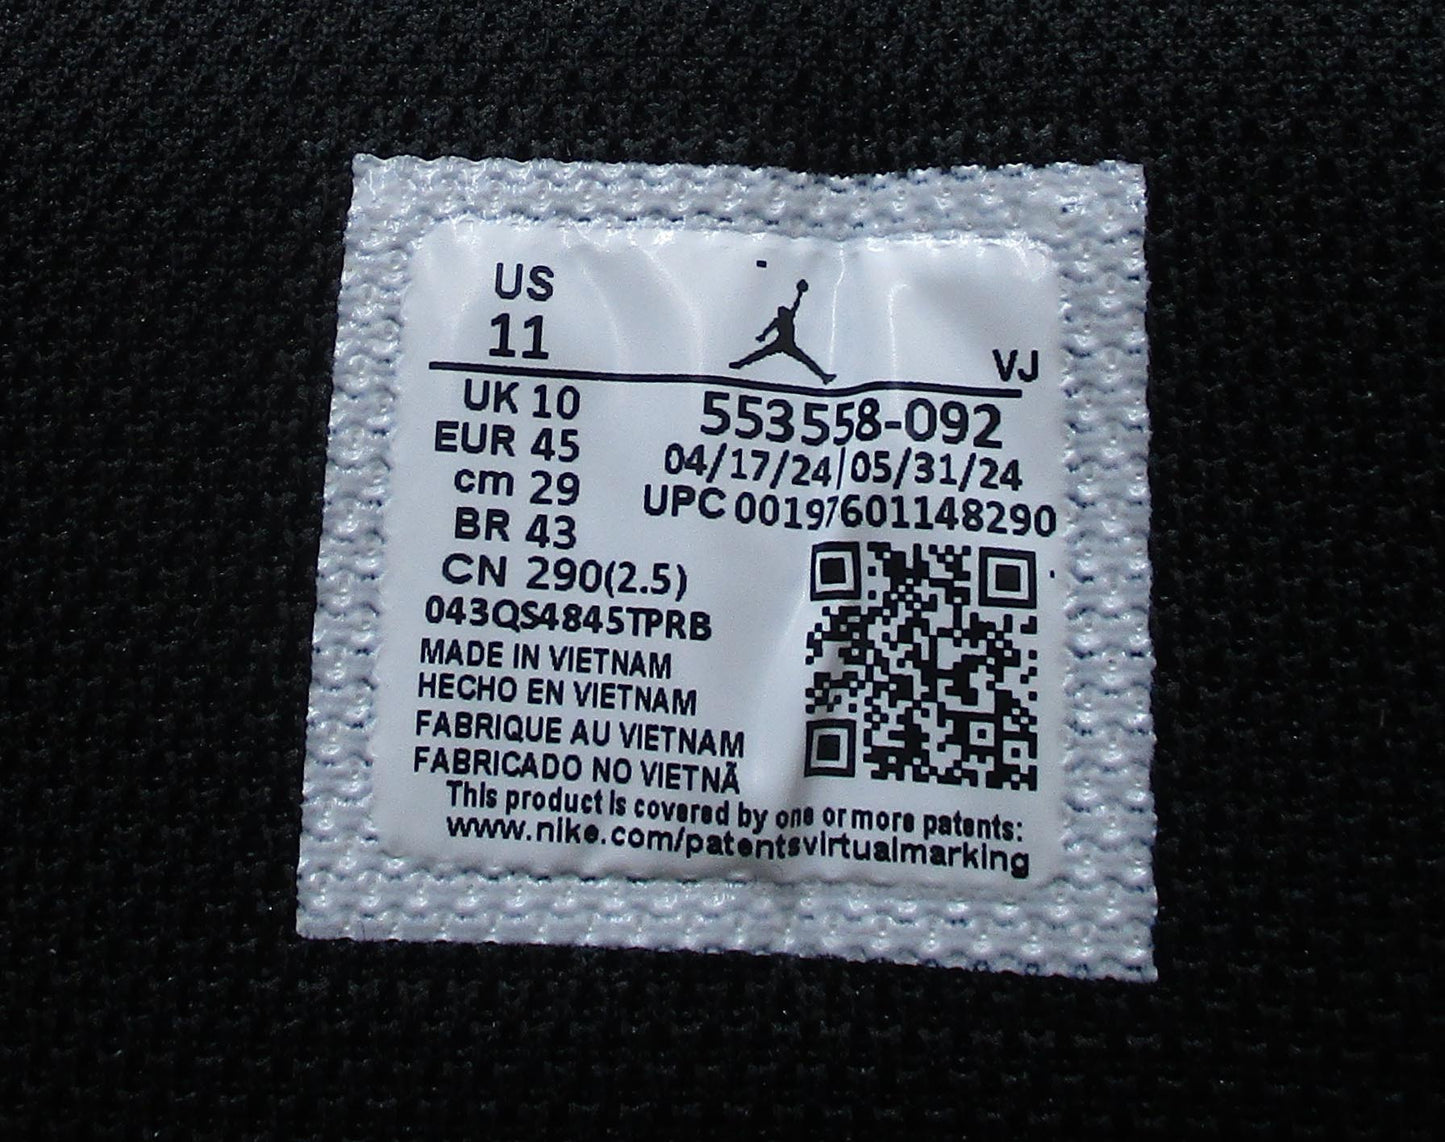 US
11
VJ
UK 10
EUR 45
cm 29
BR 43
CN 290(2.5)
553558-092
04/17/24|05/31/24
UPC 00197601148290
043QS4845TPRB
MADE IN VIETNAM
HECHO EN VIETNAM
FABRIQUE AU VIETNAM
FABRICADO NO VIETNÃ
This product is covered by one or more patents:
www.nike.com/patentsvirtualmarking